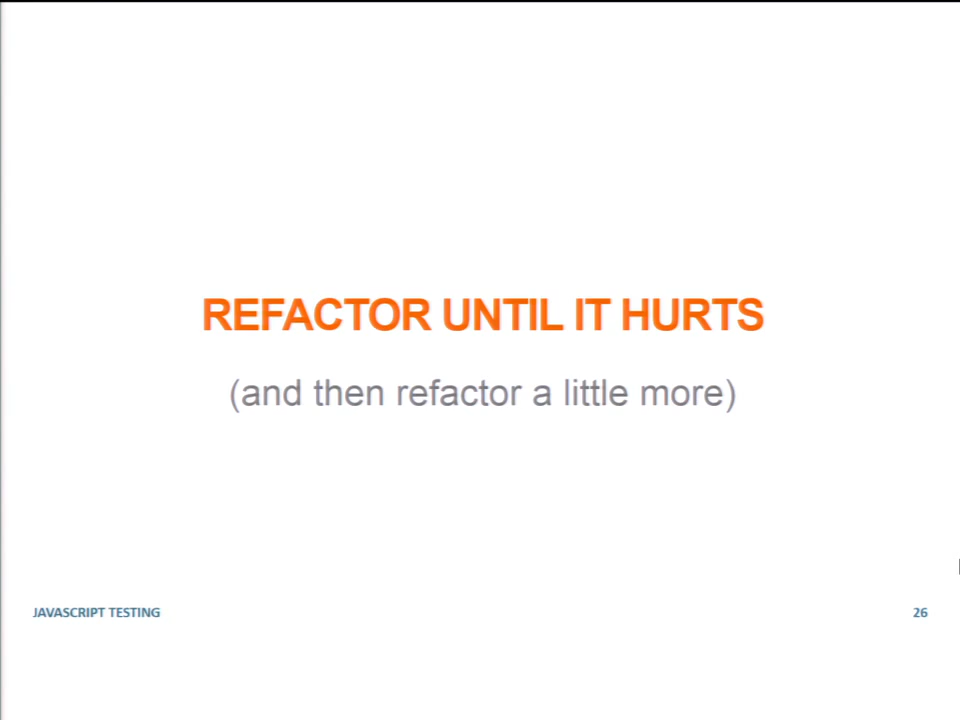 REFACTOR UNTIL IT HURTS
(and then refactor a little more)
JAVASCRIPT TESTING
26